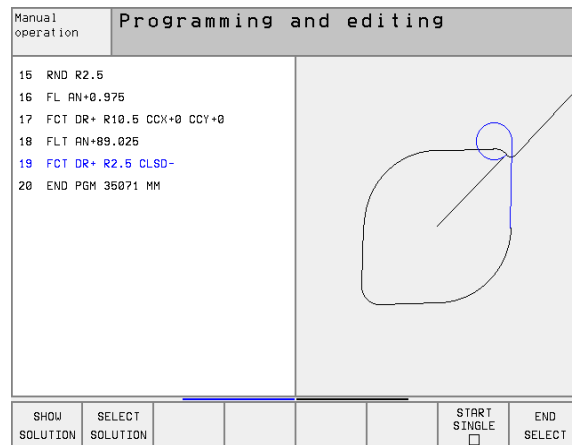 Manual operation
Programming and editing
15 RND R2.5
16 FL AN+0.975
17 FCT DR+ R10.5 CCX+0 CCY+0
18 FLT AN+89.025
19 FCT DR+ R2.5 CLSD-
20 END PGM 35071 MM
SHOW SOLUTION
SELECT SOLUTION
START SINGLE
END SELECT